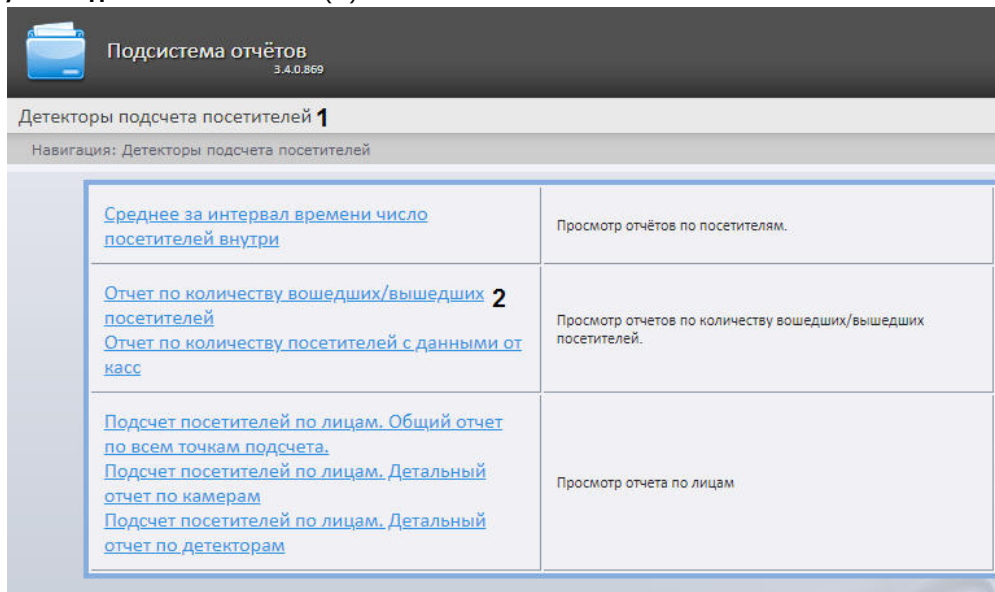 Подсистема отчётов
3.4.0.869
Детекторы подсчета посетителей 1
Навигация: Детекторы подсчета посетителей
Среднее за интервал времени число
посетителей внутри
Просмотр отчётов по посетителям.
Отчет по количеству вошедших/вышедших 2
посетителей
Отчет по количеству посетителей с данными от
касс
Просмотр отчетов по количеству вошедших/вышедших
посетителей.
Подсчет посетителей по лицам. Общий отчет
по всем точкам подсчета.
Подсчет посетителей по лицам. Детальный
отчет по камерам
Подсчет посетителей по лицам. Детальный
отчет по детекторам
Просмотр отчета по лицам